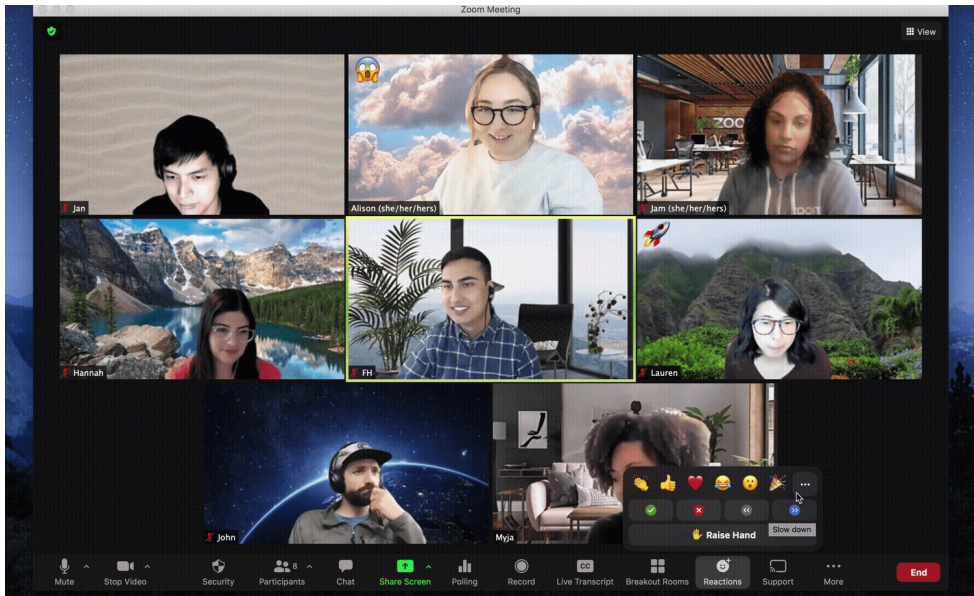 Zoom Meeting
View
zoo
Jan
Alison (she/her/hers)
Jam (she/her/hers)
Hannah
FH
Lauren
John
Myja
Raise Hand
Slow down
Mute
Stop Video
Security
8
Participants
Chat
Share Screen
Polling
Record
CC
Live Transcript
Breakout Rooms
Reactions
Support
More
End